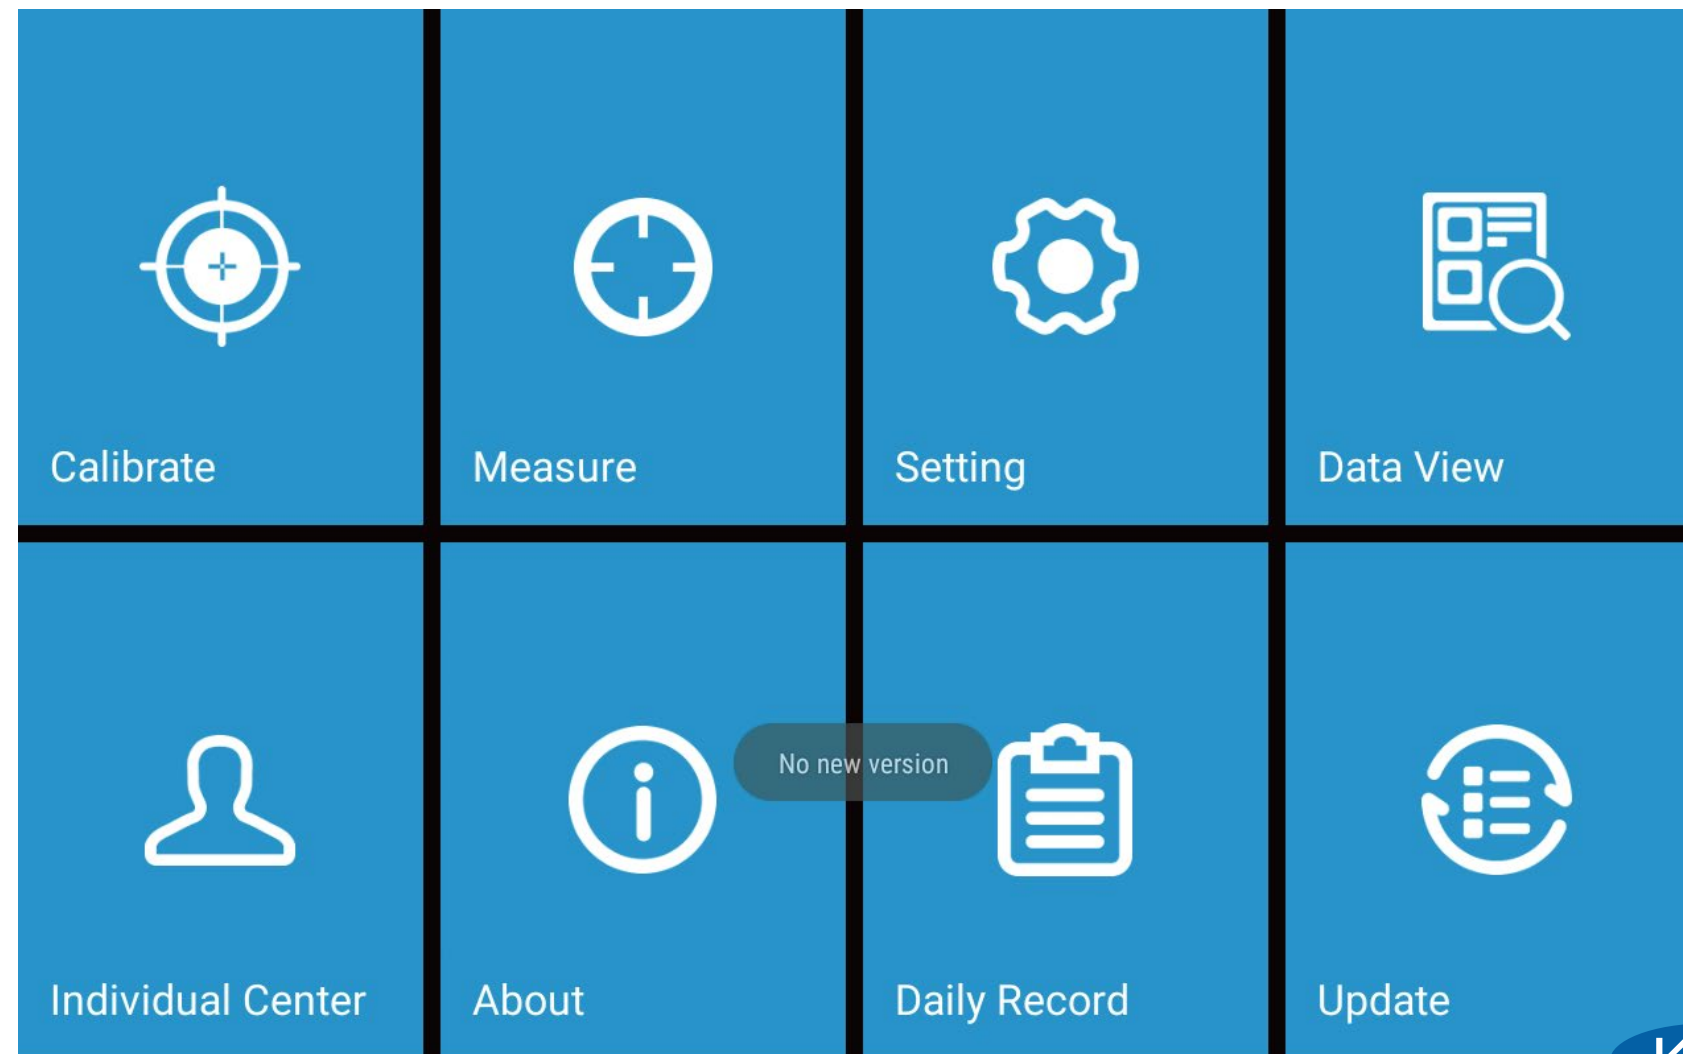 Calibrate
Measure
Setting
Data View
No new version
Individual Center
About
Daily Record
Update